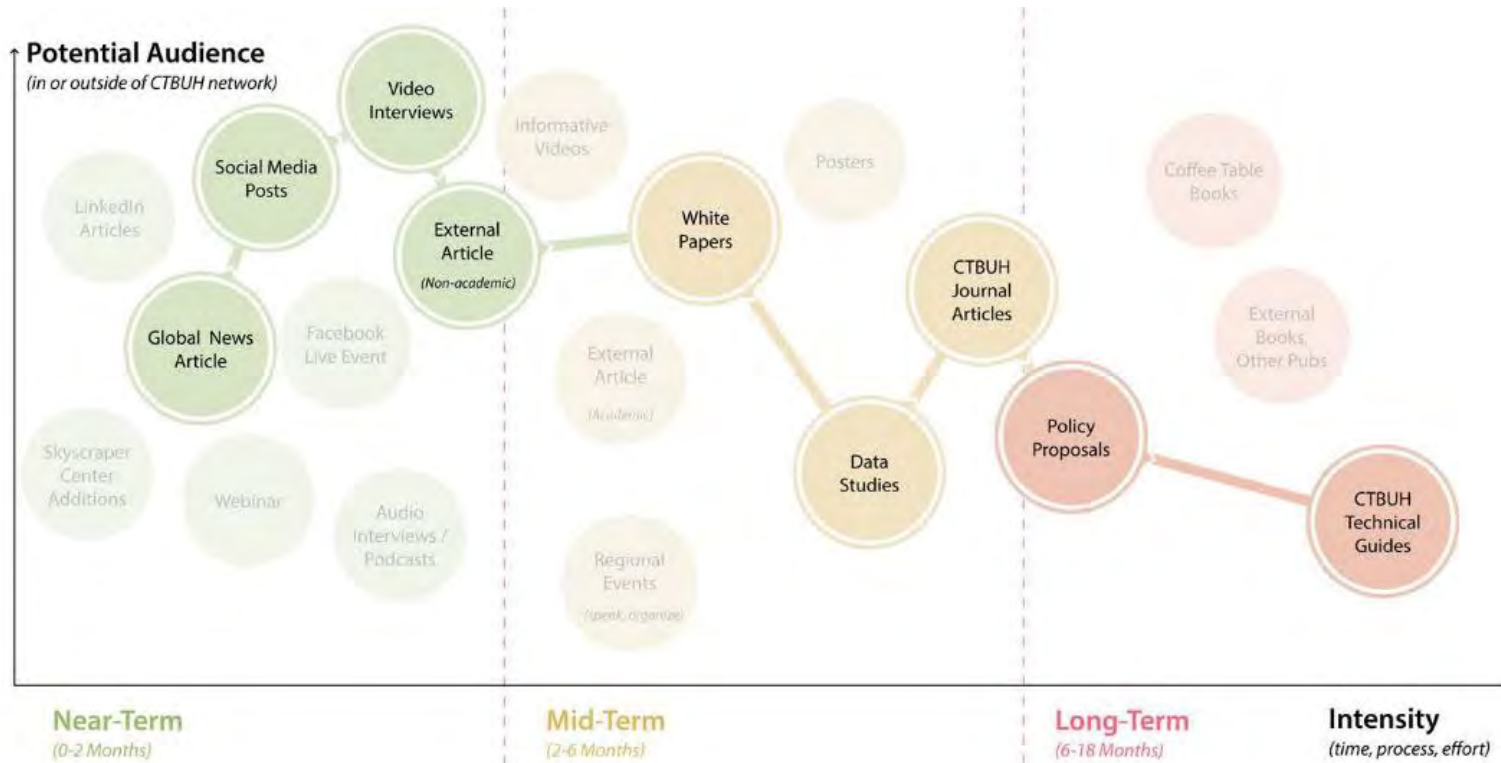 Potential Audience
(in or outside of CTBUH network)
Video
Interviews
Informative
Videos
Posters
Coffee Table
Books
Social Media
Posts
LinkedIn
Articles
External
Article
(Non-academic)
White
Papers
CTBUH
Journal
Articles
Global News
Article
Facebook
Live Event
External
Article
(Academic)
External
Books,
Other Pubs
Skyscraper
Center
Additions
Webinar
Audio
Interviews /
Podcasts
Data
Studies
Policy
Proposals
CTBUH
Technical
Guides
Regional
Events
(speak, organize)
Near-Term
(0-2 Months)
Mid-Term
(2-6 Months)
Long-Term
(6-18 Months)
Intensity
(time, process, effort)